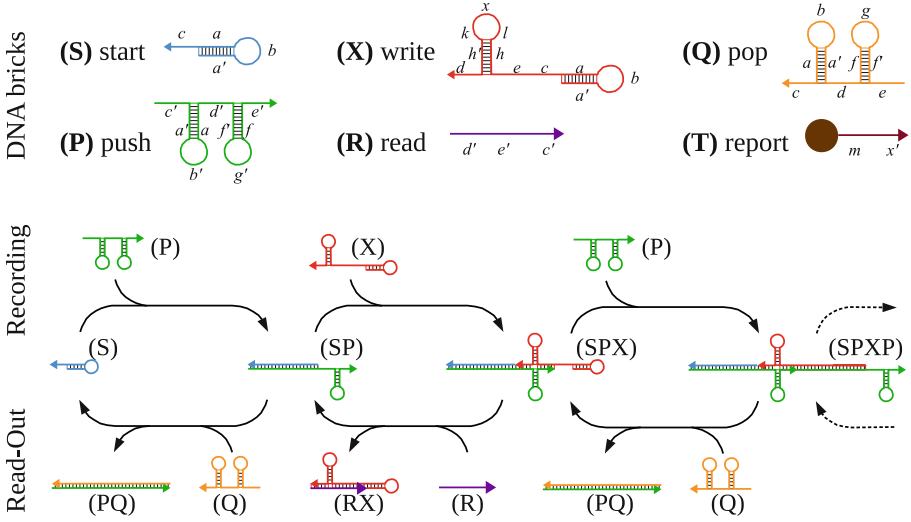 DNA bricks
(S) start
c
a
b
a′
(X) write
x
k
l
h′
h
d
e
c
a
b
a′
(Q) pop
b
g
a
a′
f
f′
c
d
e
(P) push
c′
d′
e′
a′
a
f′
f
b′
g′
(R) read
d′
e′
c′
(T) report
m
x′
Recording
(P)
(X)
(P)
(S)
(SP)
(SPX)
(SPXP)
Read-Out
(PQ)
(Q)
(RX)
(R)
(PQ)
(Q)